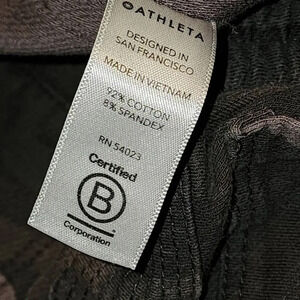 ATHLETA
DESIGNED IN
SAN FRANCISCO
MADE IN VIETNAM
92% COTTON
8% SPANDEX
RN 54023
Certified
B
Corporation